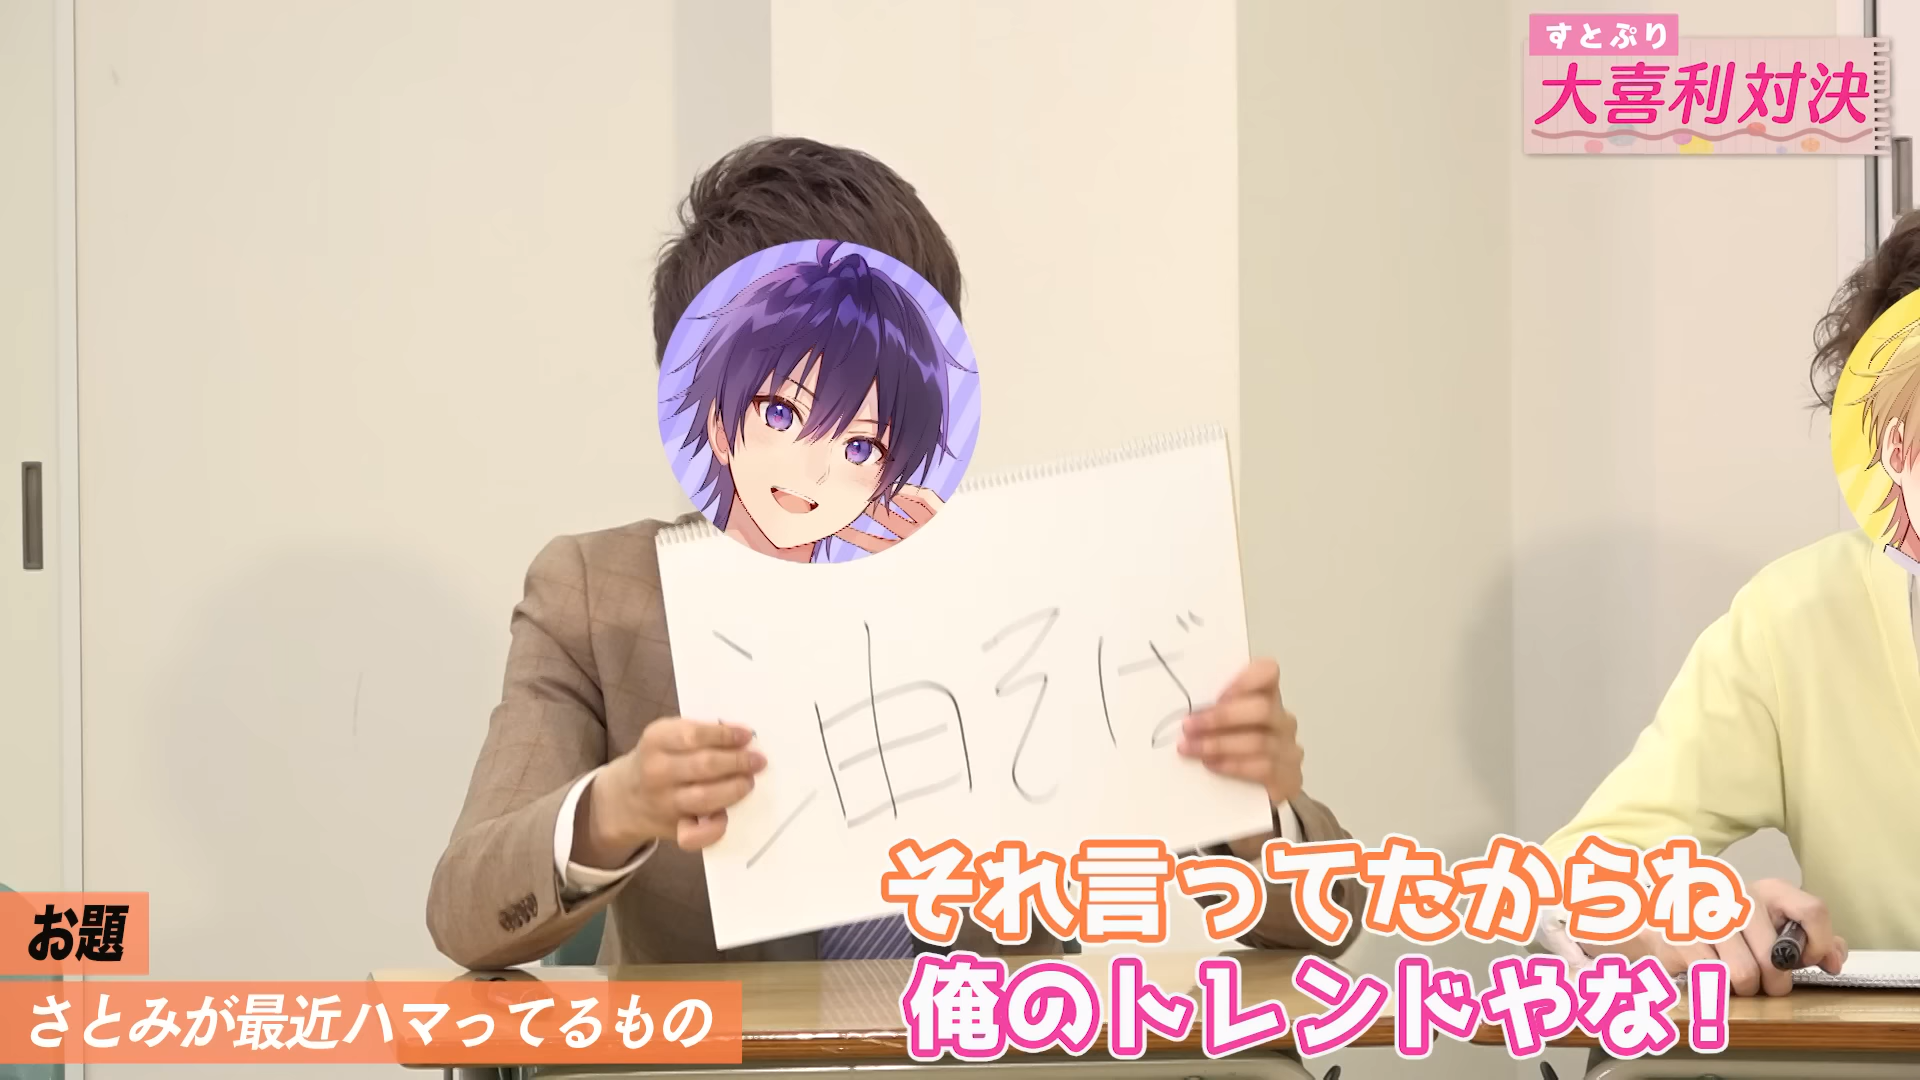 すとぷり
大喜利対決
油そば
それ言ってたからね
俺のトレンドやな!
お題
さとみが最近ハマってるもの